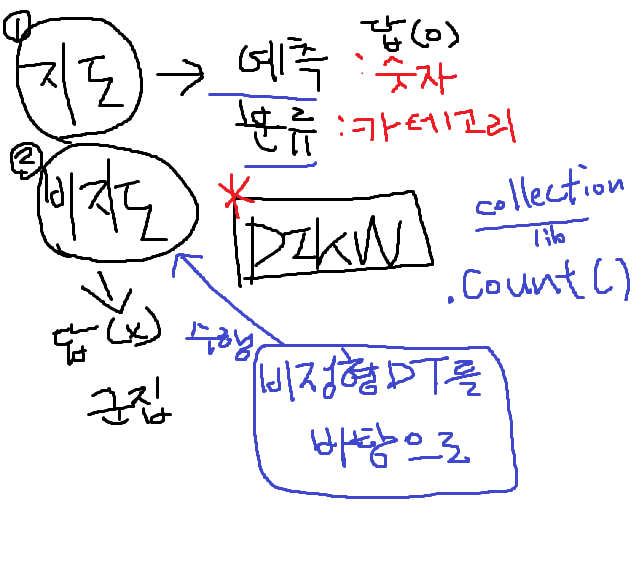 ① 지도 → 예측 : 숫자
답(O)
분류 : 카테고리
② 비지도
* DIKW
collection
lib
.count()
답(x)
군집
수행
비정형DT를
바탕으로